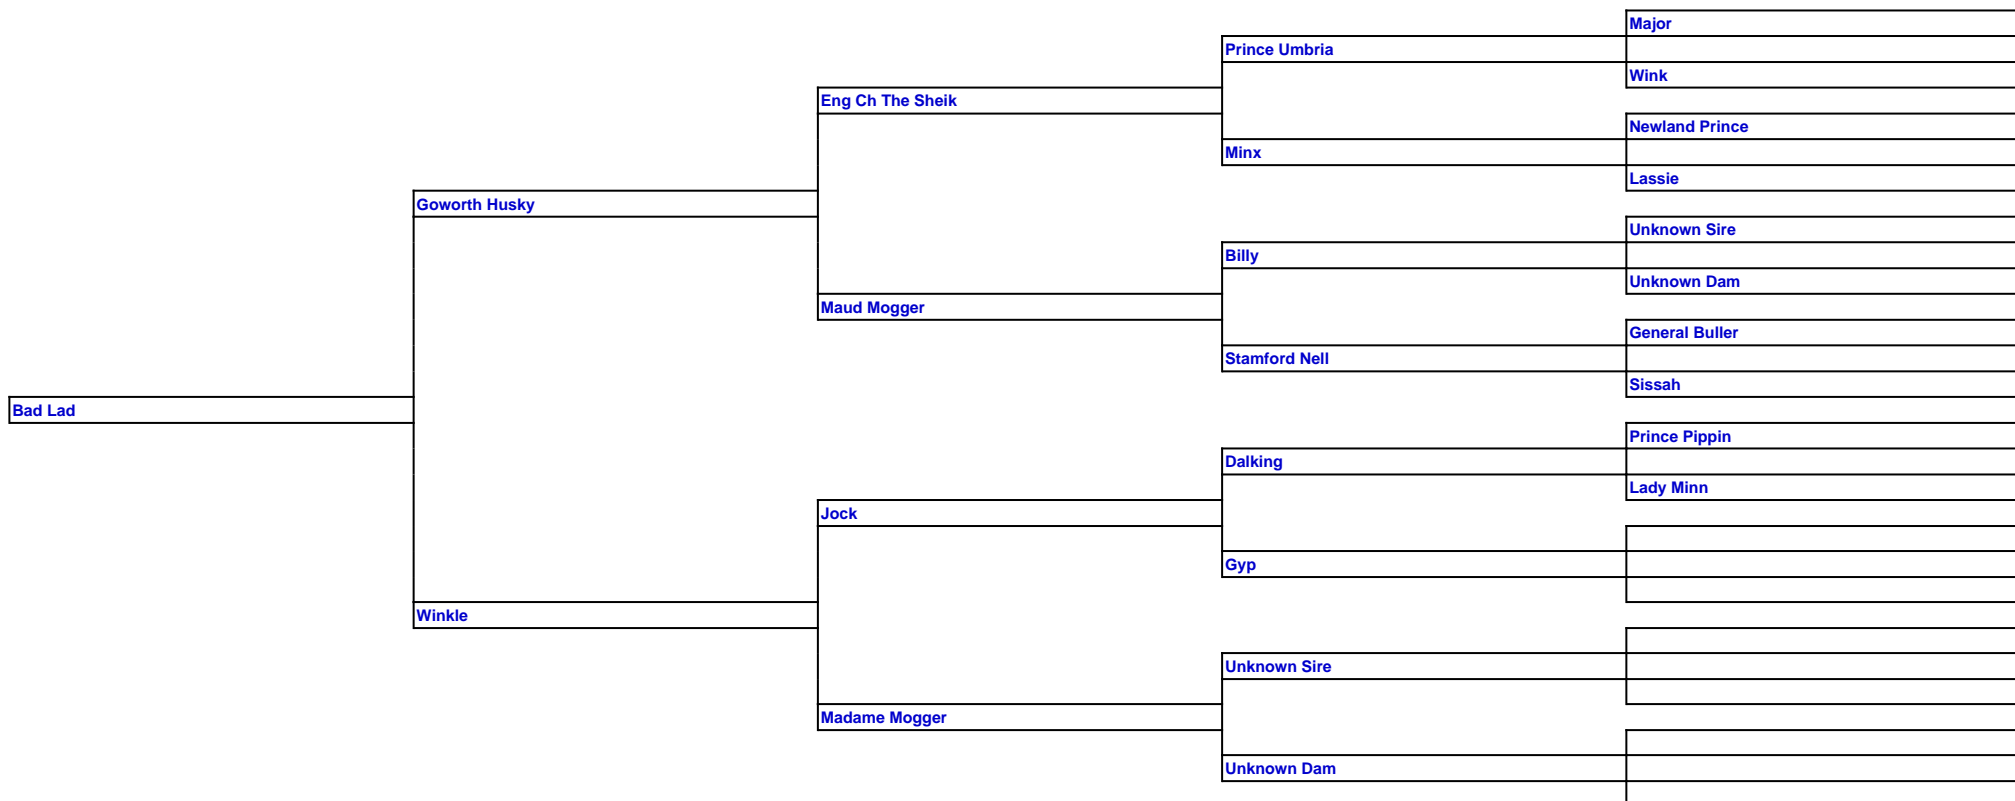 Major
Prince Umbria
Wink
Eng Ch The Sheik
Newland Prince
Minx
Lassie
Goworth Husky
Unknown Sire
Billy
Unknown Dam
Maud Mogger
General Buller
Stamford Nell
Sissah
Bad Lad
Prince Pippin
Dalking
Lady Minn
Jock
Gyp
Winkle
Unknown Sire
Madame Mogger
Unknown Dam